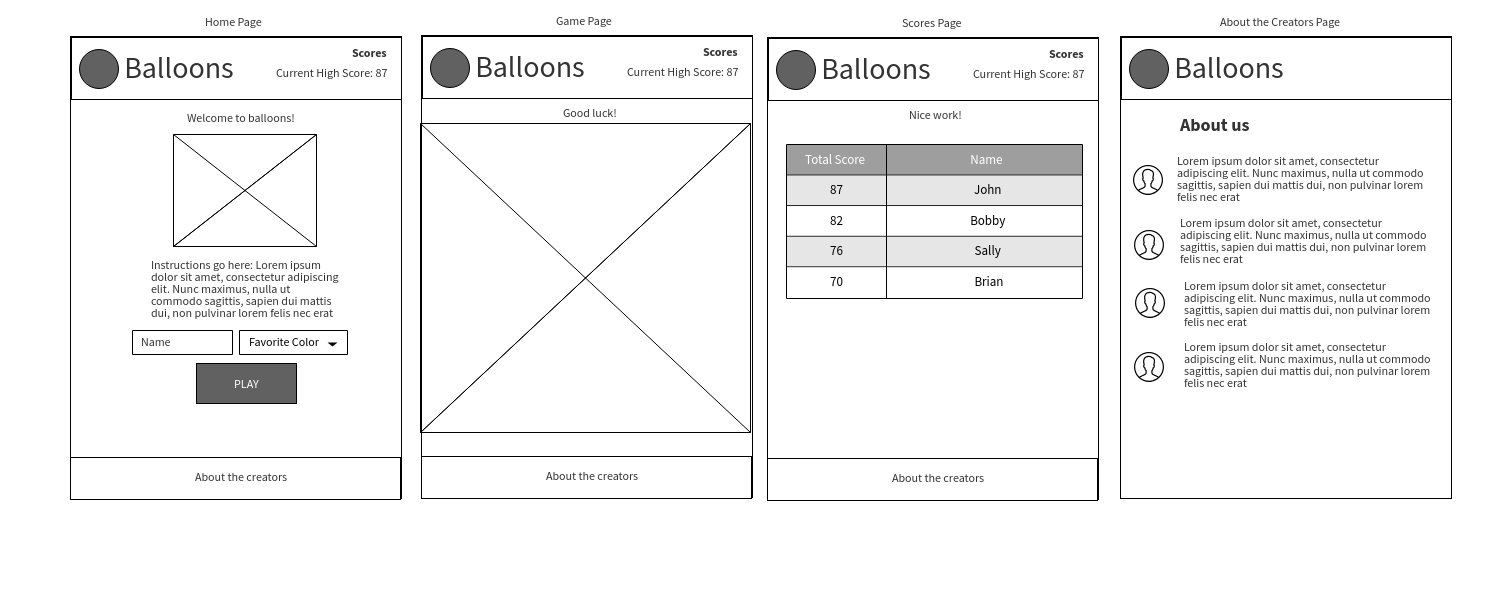 Home Page
Balloons
Scores
Current High Score: 87
Welcome to balloons!
Instructions go here: Lorem ipsum
dolor sit amet, consectetur adipiscing
elit. Nunc maximus, nulla ut
commodo sagittis, sapien dui mattis
dui, non pulvinar lorem felis nec erat
Name
Favorite Color
PLAY
About the creators
Game Page
Balloons
Scores
Current High Score: 87
Good luck!
About the creators
Scores Page
Balloons
Scores
Current High Score: 87
Nice work!
Total Score Name
87 John
82 Bobby
76 Sally
70 Brian
About the creators
About the Creators Page
Balloons
About us
Lorem ipsum dolor sit amet, consectetur
adipiscing elit. Nunc maximus, nulla ut commodo
sagittis, sapien dui mattis dui, non pulvinar lorem
felis nec erat
Lorem ipsum dolor sit amet, consectetur
adipiscing elit. Nunc maximus, nulla ut commodo
sagittis, sapien dui mattis dui, non pulvinar lorem
felis nec erat
Lorem ipsum dolor sit amet, consectetur
adipiscing elit. Nunc maximus, nulla ut commodo
sagittis, sapien dui mattis dui, non pulvinar lorem
felis nec erat
Lorem ipsum dolor sit amet, consectetur
adipiscing elit. Nunc maximus, nulla ut commodo
sagittis, sapien dui mattis dui, non pulvinar lorem
felis nec erat